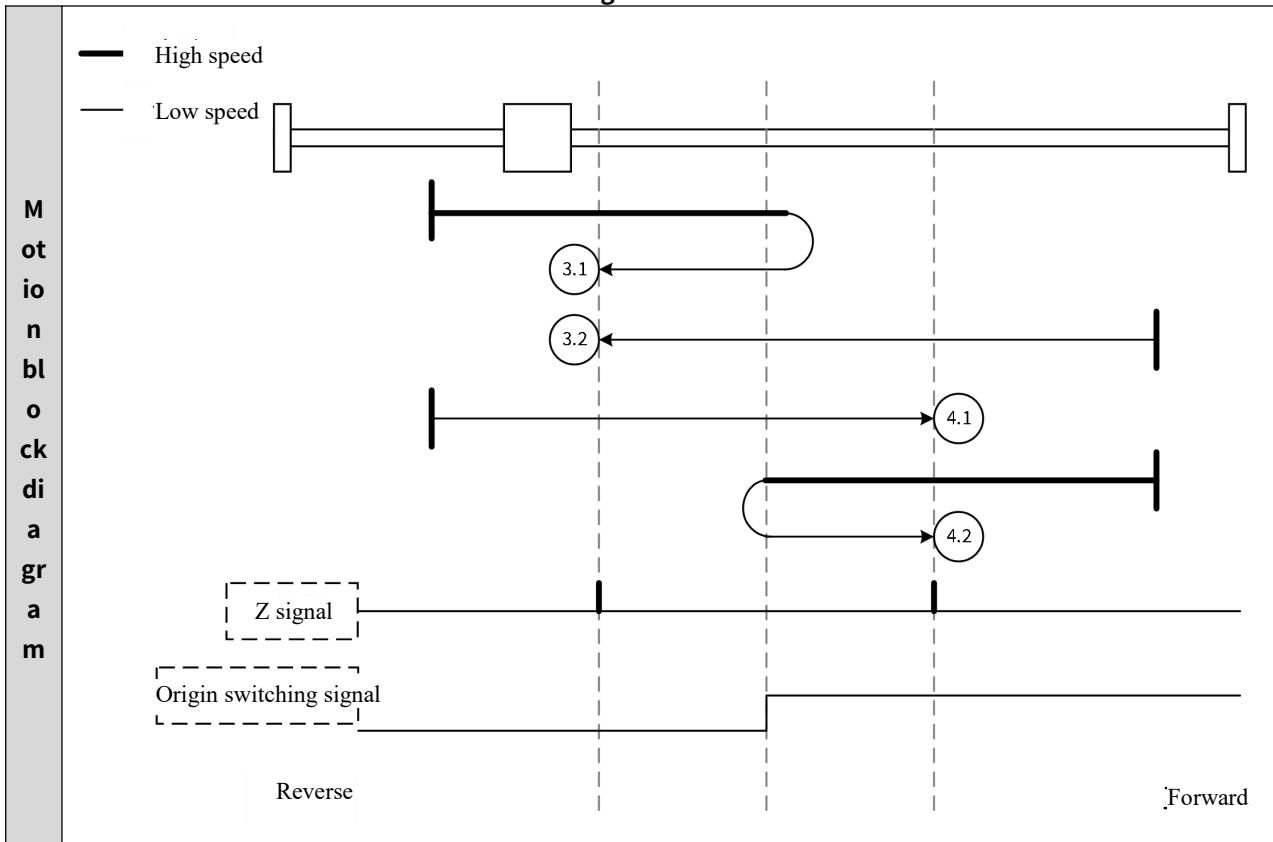 High speed
Low speed
M
ot
io
n
bl
o
ck
di
a
gr
a
m
3.1
3.2
4.1
4.2
Z signal
Origin switching signal
Reverse
Forward